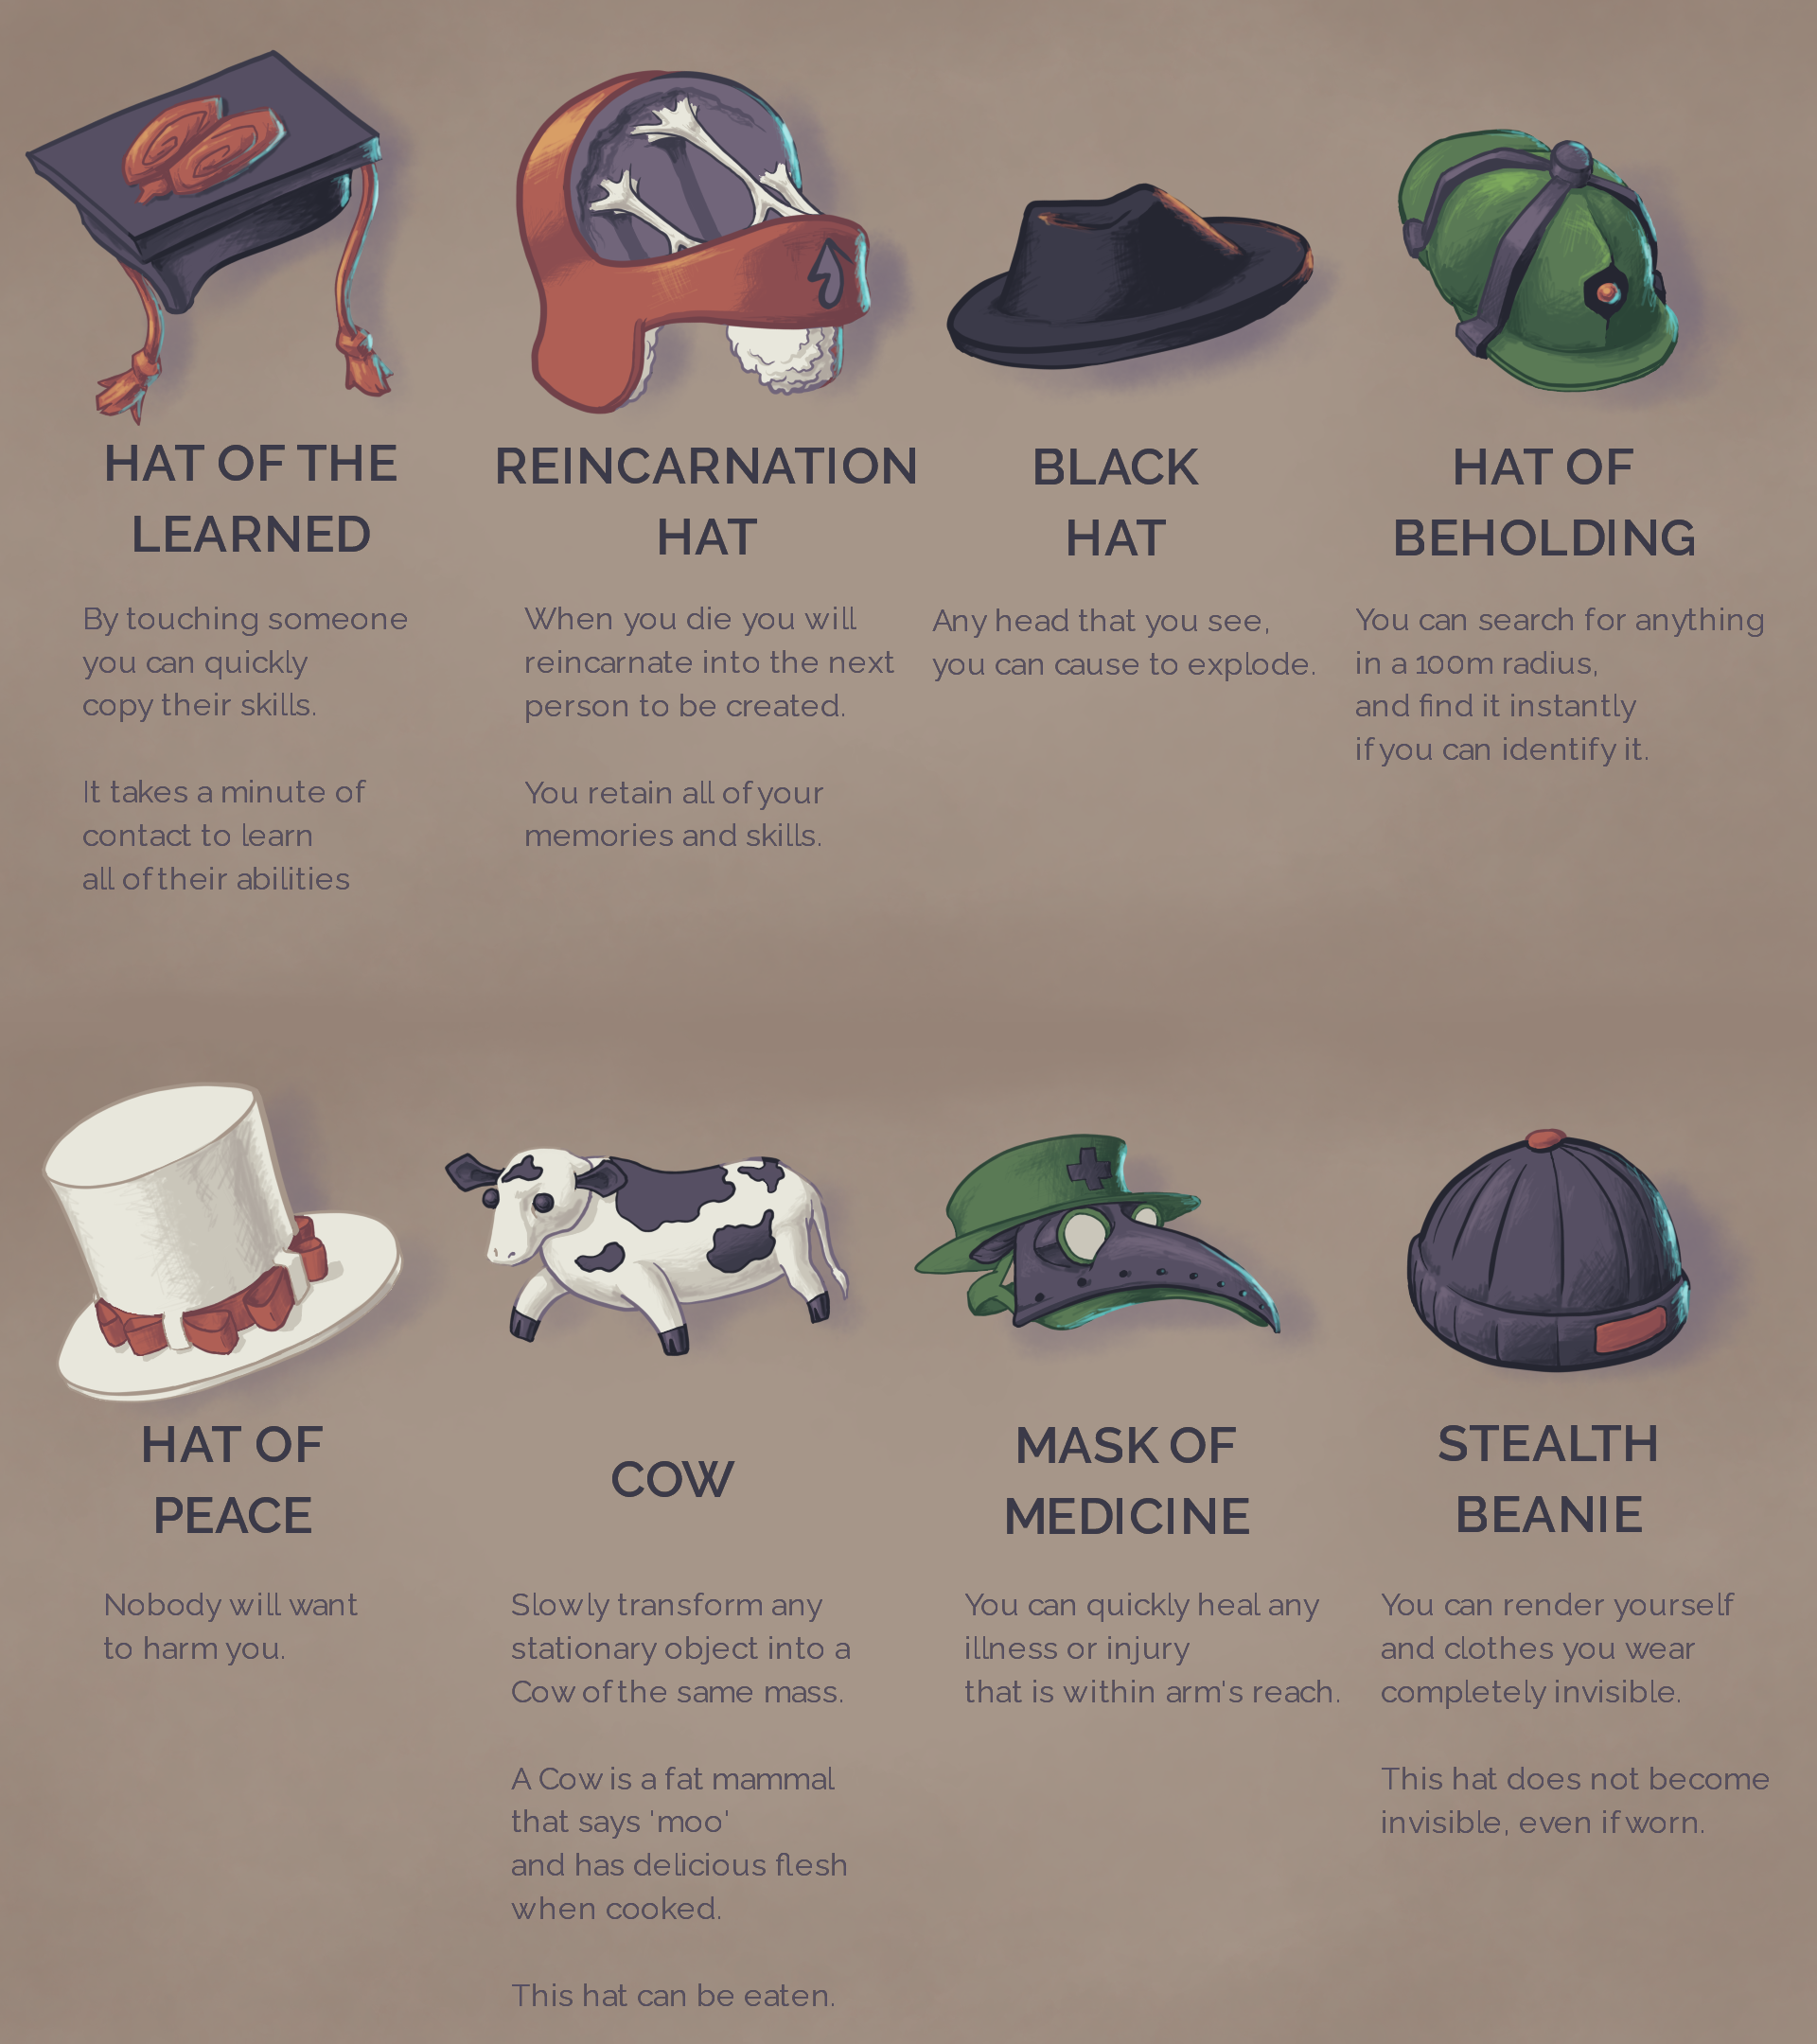 HAT OF THE
LEARNED
By touching someone
you can quickly
copy their skills.
It takes a minute of
contact to learn
all of their abilities
REINCARNATION
HAT
When you die you will
reincarnate into the next
person to be created.
You retain all of your
memories and skills.
BLACK
HAT
Any head that you see,
you can cause to explode.
HAT OF
BEHOLDING
You can search for anything
in a 100m radius,
and find it instantly
if you can identify it.
HAT OF
PEACE
Nobody will want
to harm you.
COW
Slowly transform any
stationary object into a
Cow of the same mass.
A Cow is a fat mammal
that says 'moo'
and has delicious flesh
when cooked.
This hat can be eaten.
MASK OF
MEDICINE
You can quickly heal any
illness or injury
that is within arm's reach.
STEALTH
BEANIE
You can render yourself
and clothes you wear
completely invisible.
This hat does not become
invisible, even if worn.